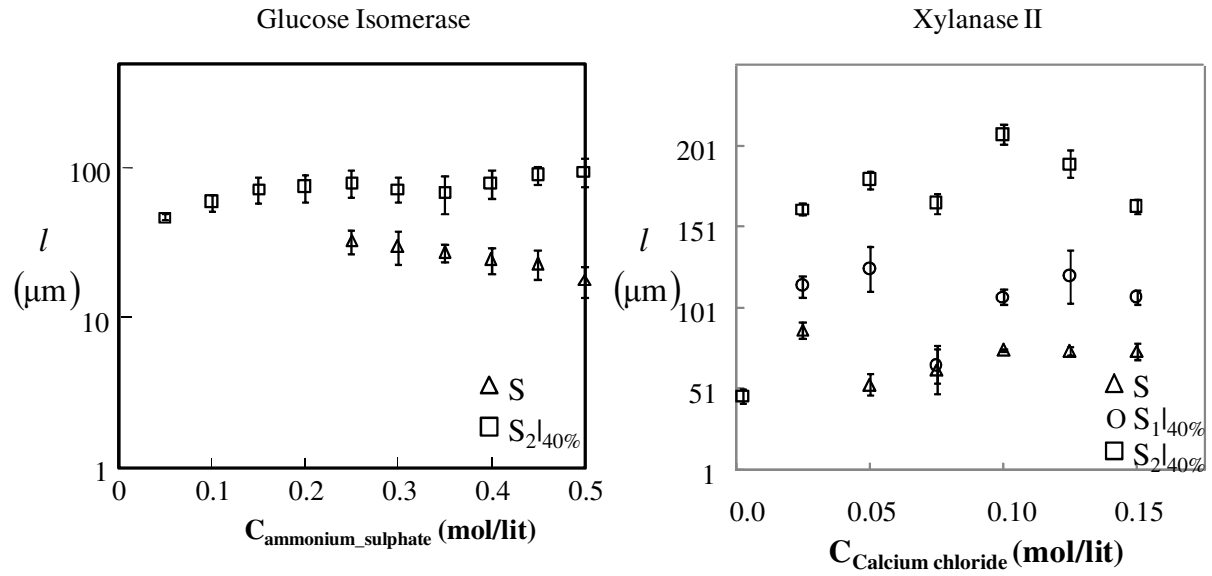 Glucose Isomerase
100
10
1
l
(μm)
0 0.1 0.2 0.3 0.4 0.5
C_ammonium_sulphate (mol/lit)
S
S₂|40%
Xylanase II
201
151
101
51
1
l
(μm)
0.0 0.05 0.10 0.15
C_Calcium chloride (mol/lit)
S
S₁|40%
S₂|40%